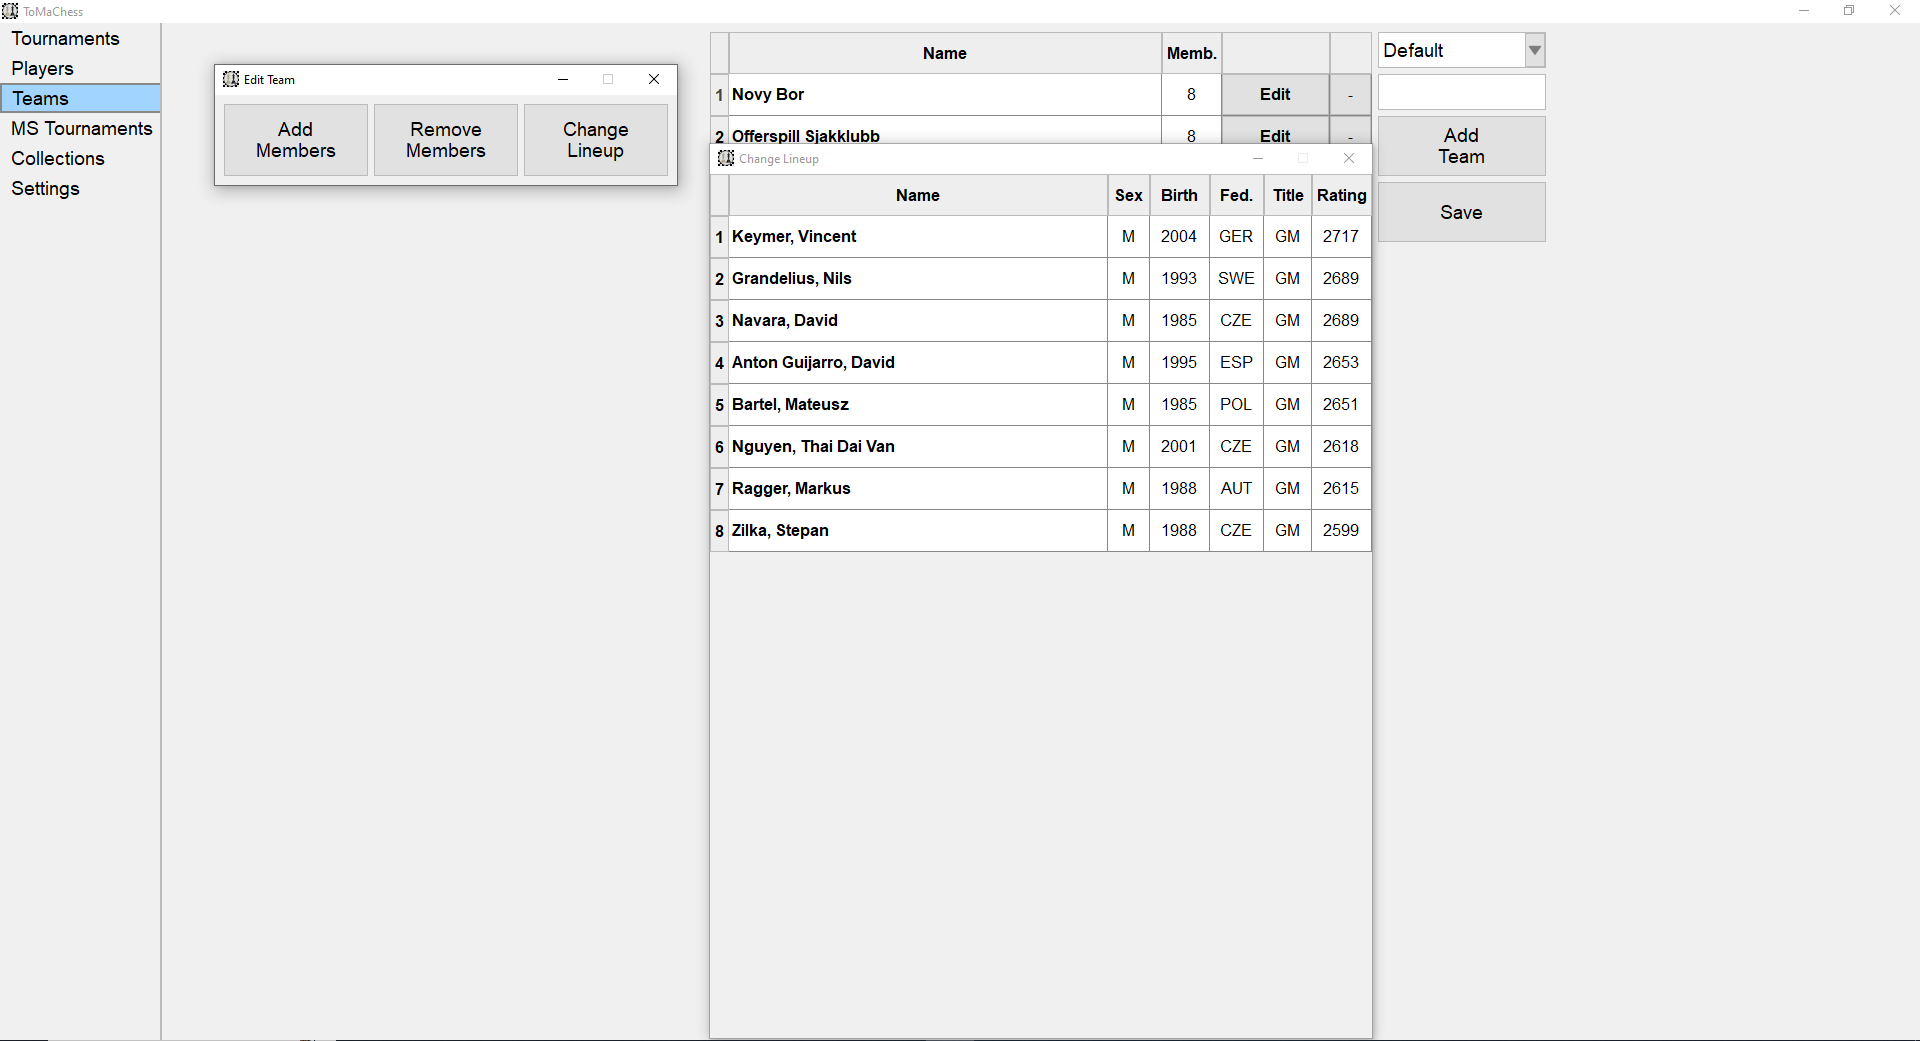 ToMaChess
Tournaments
Players
Teams
MS Tournaments
Collections
Settings
Edit Team
Add
Members
Remove
Members
Change
Lineup
Name Memb.
1 Novy Bor 8 Edit -
2 Offerspill Sjakklubb 8 Edit -
Default
Add
Team
Save
Change Lineup
Name Sex Birth Fed. Title Rating
1 Keymer, Vincent M 2004 GER GM 2717
2 Grandelius, Nils M 1993 SWE GM 2689
3 Navara, David M 1985 CZE GM 2689
4 Anton Guijarro, David M 1995 ESP GM 2653
5 Bartel, Mateusz M 1985 POL GM 2651
6 Nguyen, Thai Dai Van M 2001 CZE GM 2618
7 Ragger, Markus M 1988 AUT GM 2615
8 Zilka, Stepan M 1988 CZE GM 2599